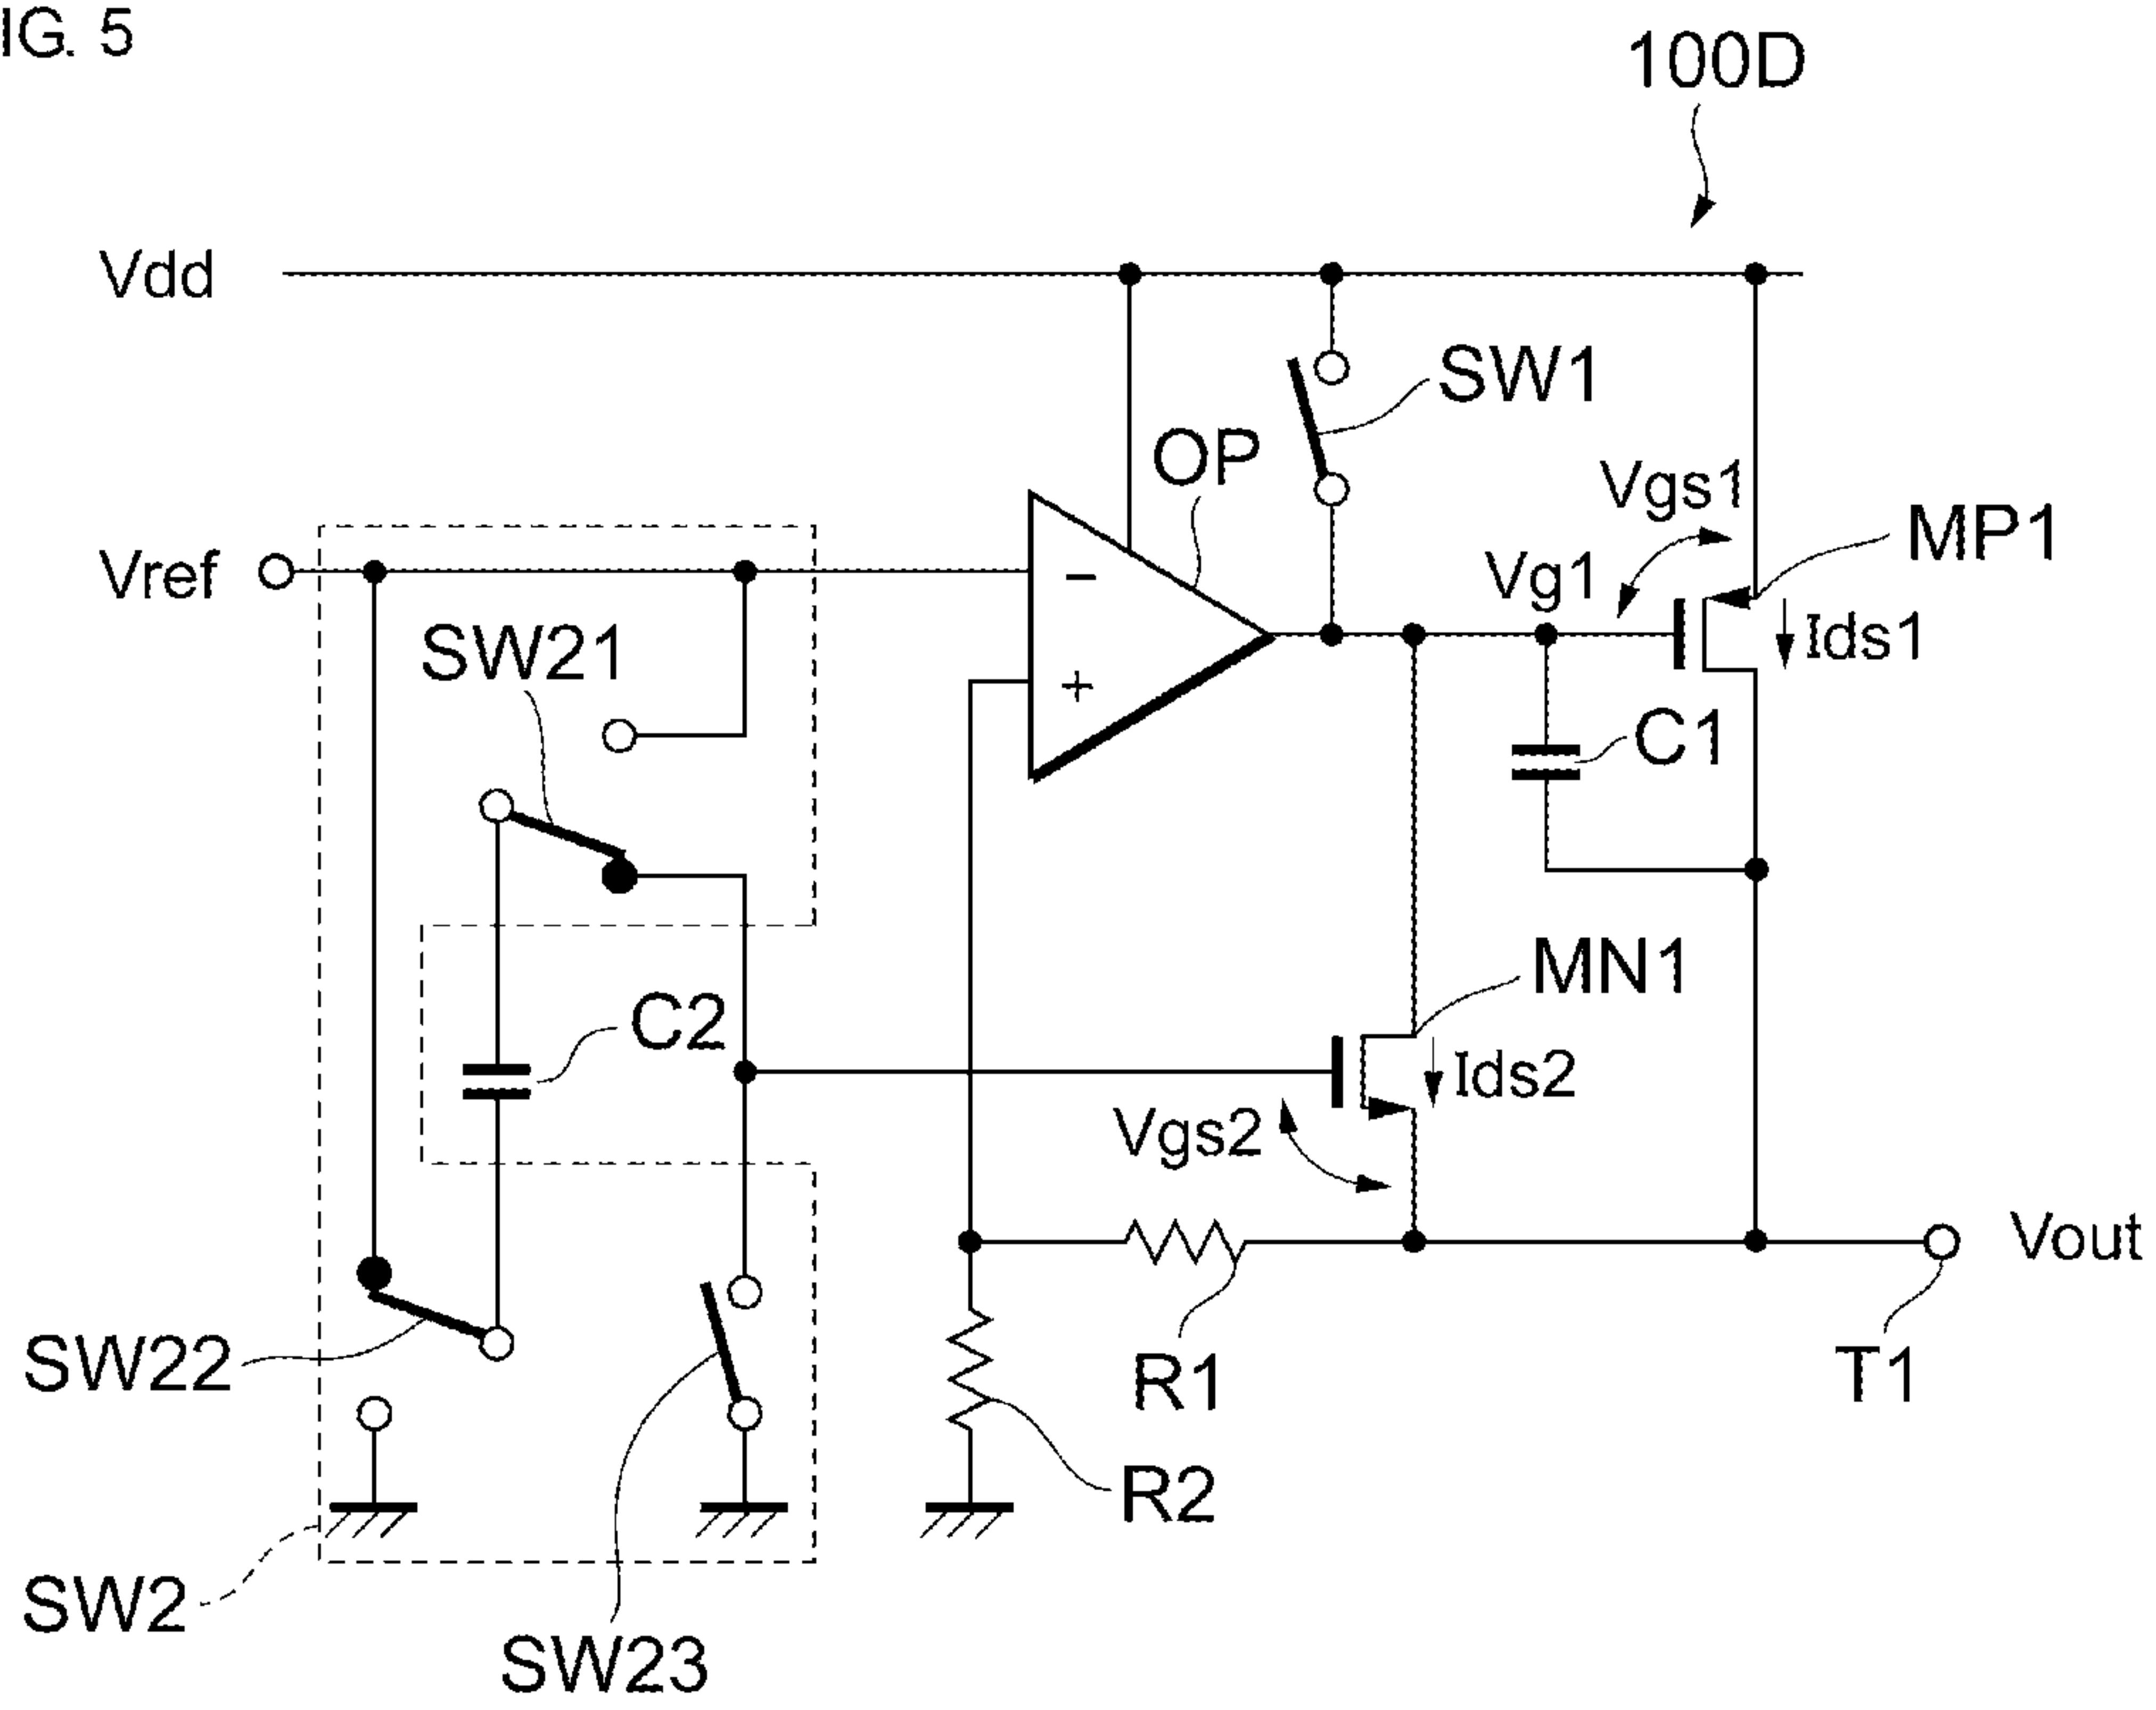 IG. 5
100D
Vdd
SW1
OP
Vgs1
MP1
Vref
Vg1
SW21
Ids1
−
+
C1
MN1
C2
Ids2
Vgs2
Vout
SW22
R1
T1
R2
SW2
SW23